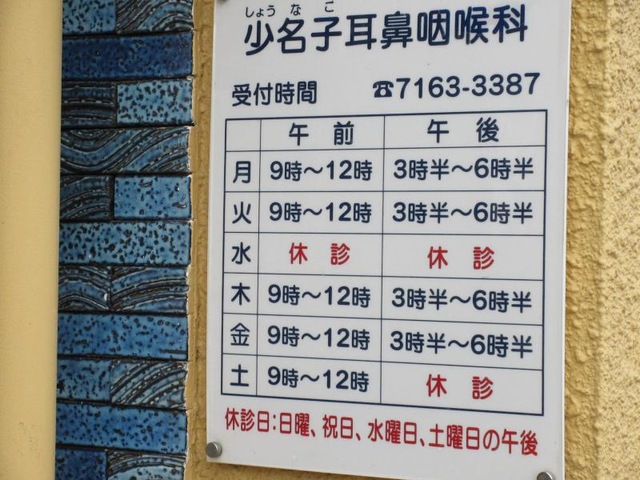 しょうなご
少名子耳鼻咽喉科
受付時間 ☎7163-3387
午前 午後
月 9時〜12時 3時半〜6時半
火 9時〜12時 3時半〜6時半
水 休診 休診
木 9時〜12時 3時半〜6時半
金 9時〜12時 3時半〜6時半
土 9時〜12時 休診
休診日：日曜、祝日、水曜日、土曜日の午後